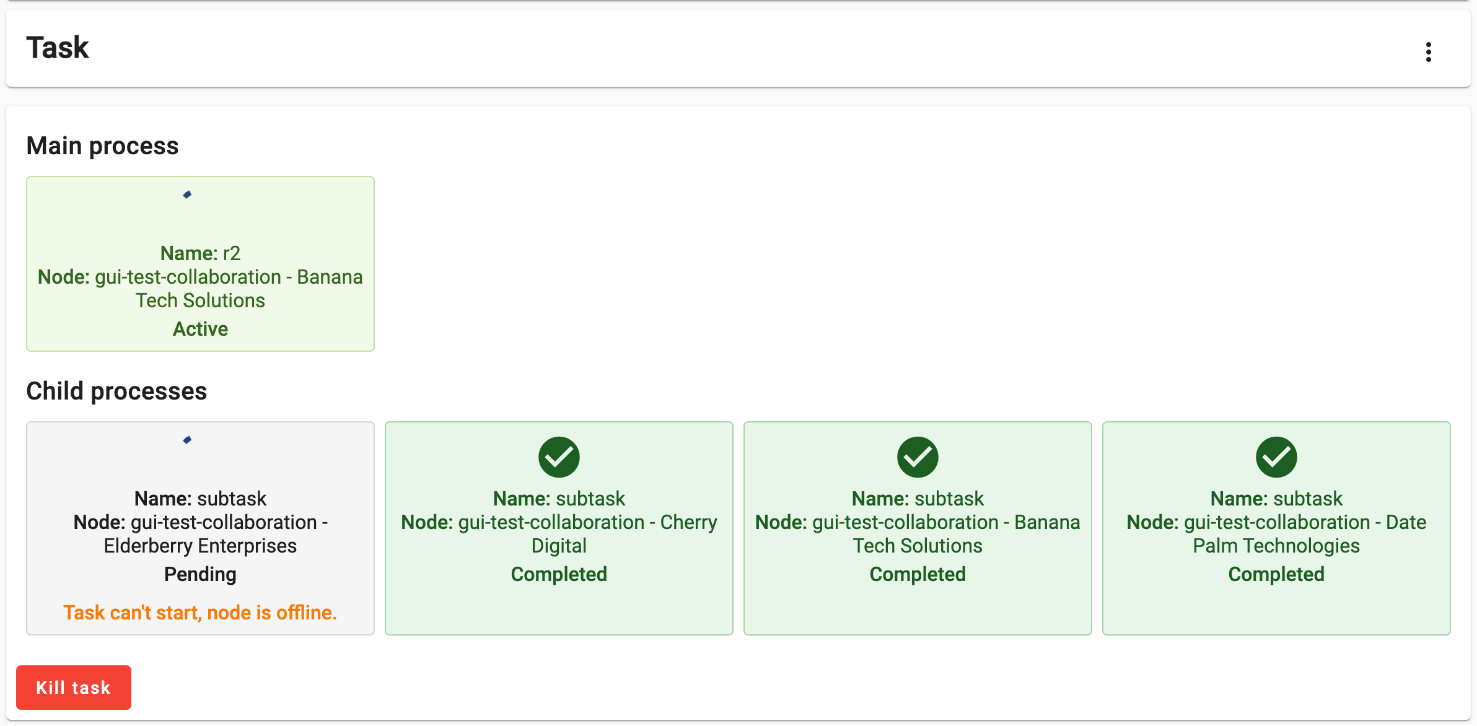 Task
Main process
Name: r2
Node: gui-test-collaboration - Banana
Tech Solutions
Active
Child processes
Name: subtask
Node: gui-test-collaboration -
Elderberry Enterprises
Pending
Task can't start, node is offline.
Name: subtask
Node: gui-test-collaboration - Cherry
Digital
Completed
Name: subtask
Node: gui-test-collaboration - Banana
Tech Solutions
Completed
Name: subtask
Node: gui-test-collaboration - Date
Palm Technologies
Completed
Kill task